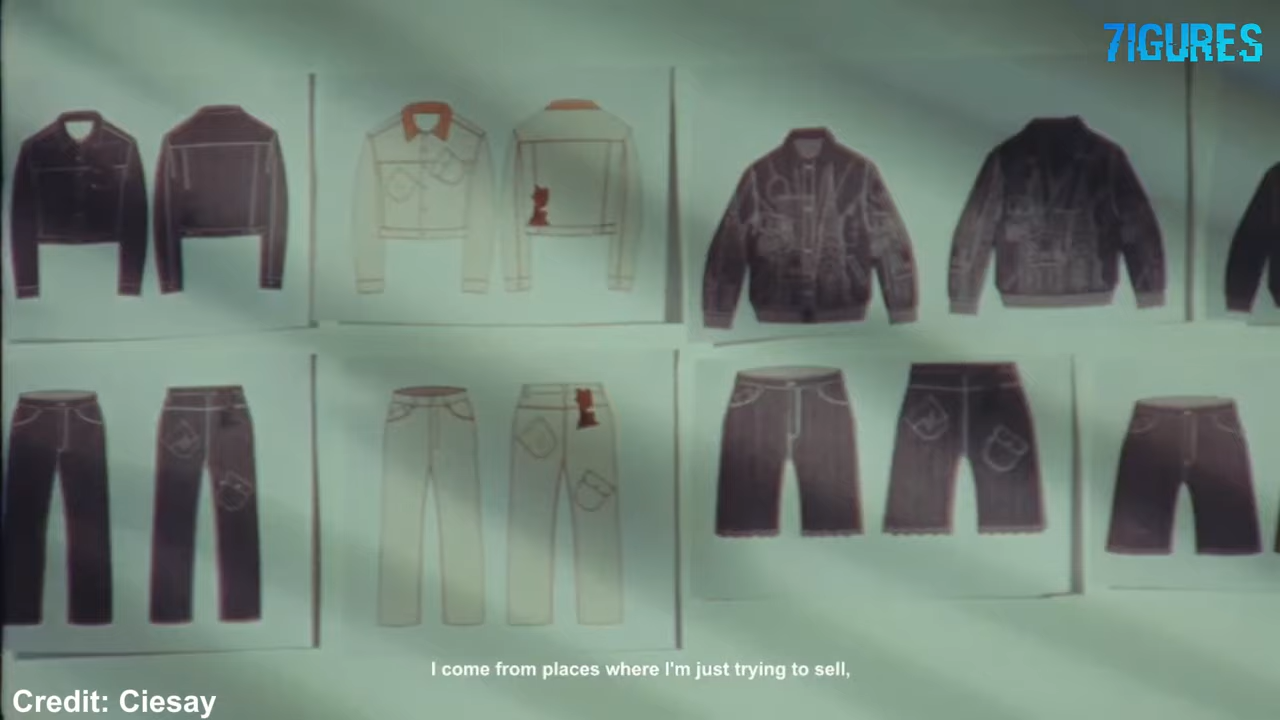 7IGURES
I come from places where I'm just trying to sell,
Credit: Ciesay